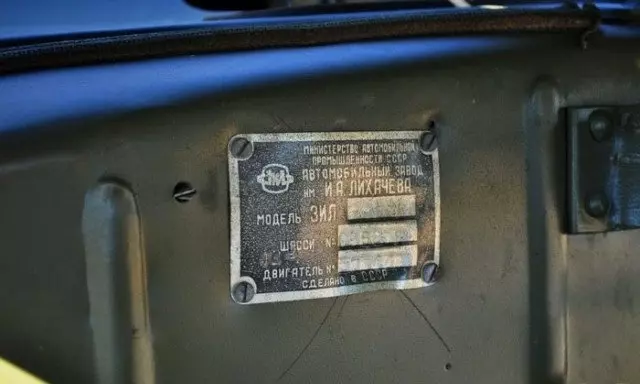 МИНИСТЕРСТВО АВТОМОБИЛЬНОЙ
ПРОМЫШЛЕННОСТИ СССР
АВТОМОБИЛЬНЫЙ ЗАВОД
ИМ. И.А.ЛИХАЧЕВА
МОДЕЛЬ ЗИЛ
ШАССИ №
ДВИГАТЕЛЬ №
СДЕЛАНО В СССР